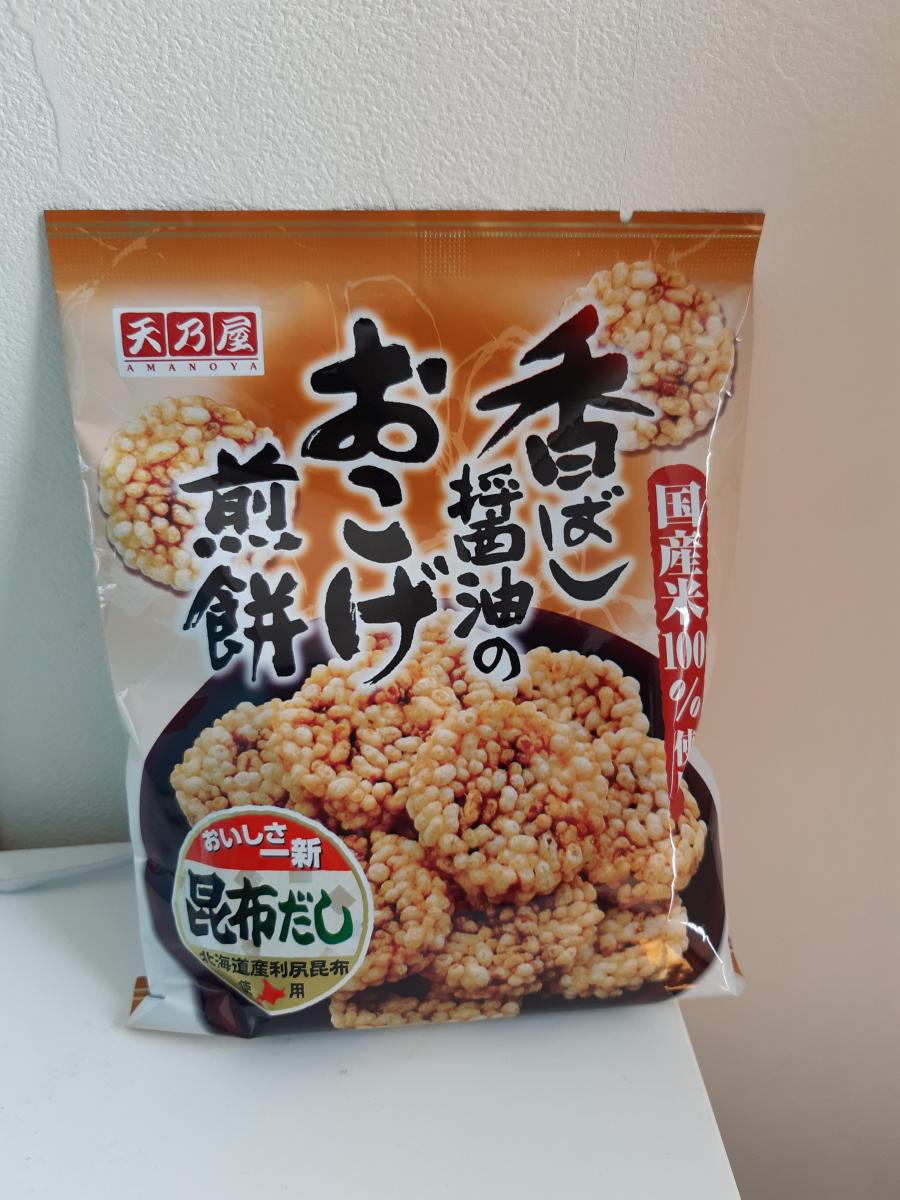 天乃屋
AMANOYA
香ばし
醤油の
おこげ
煎餅
国産米100%使
おいしさ
一新
昆布だし
北海道産利尻昆布
使用